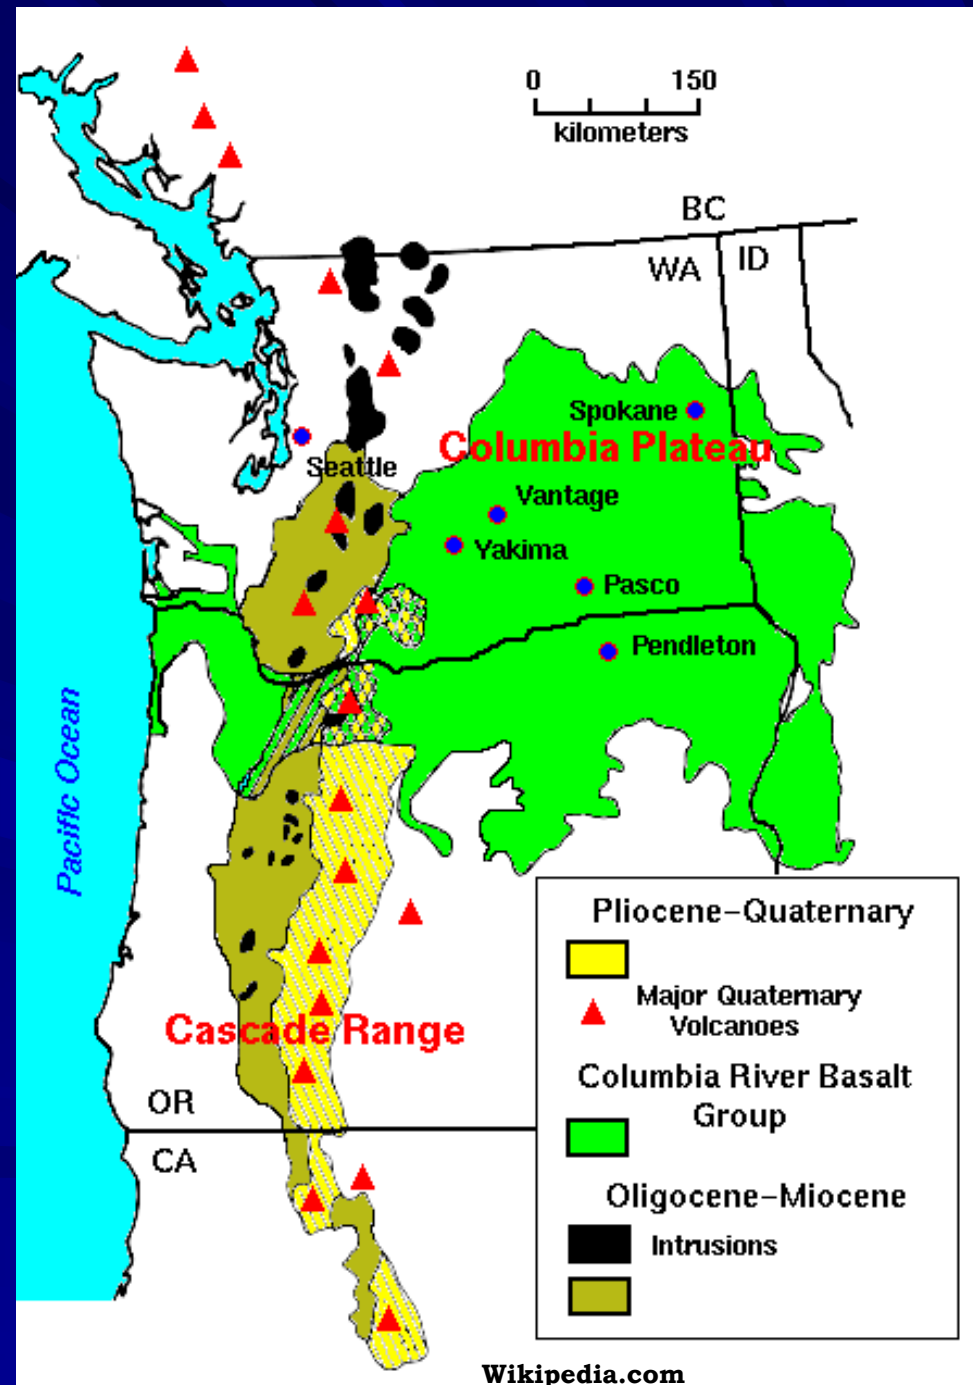 0 150
kilometers
BC
WA ID
Spokane
Columbia Plateau
Seattle
Vantage
Yakima
Pasco
Pendleton
Pacific Ocean
Cascade Range
OR
CA
Pliocene-Quaternary
Major Quaternary
Volcanoes
Columbia River Basalt
Group
Oligocene-Miocene
Intrusions
Wikipedia.com